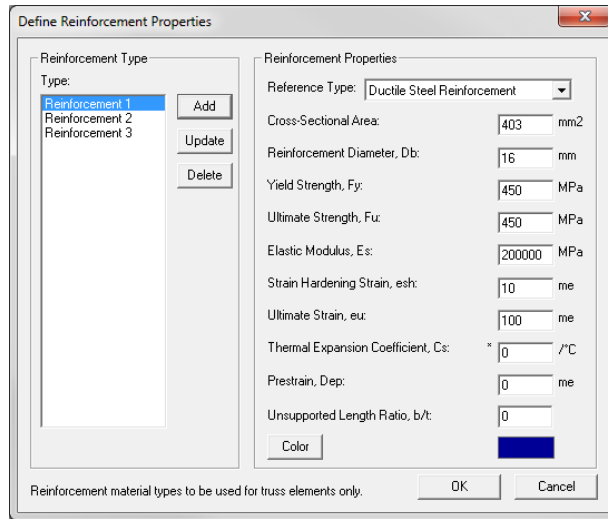 Define Reinforcement Properties
Reinforcement Type
Type:
Reinforcement 1
Reinforcement 2
Reinforcement 3
Add
Update
Delete
Reinforcement Properties
Reference Type: Ductile Steel Reinforcement
Cross-Sectional Area: 403 mm2
Reinforcement Diameter, Db: 16 mm
Yield Strength, Fy: 450 MPa
Ultimate Strength, Fu: 450 MPa
Elastic Modulus, Es: 200000 MPa
Strain Hardening Strain, esh: 10 me
Ultimate Strain, eu: 100 me
Thermal Expansion Coefficient, Cs: * 0 /°C
Prestrain, Dep: 0 me
Unsupported Length Ratio, b/t: 0
Color
Reinforcement material types to be used for truss elements only.
OK Cancel